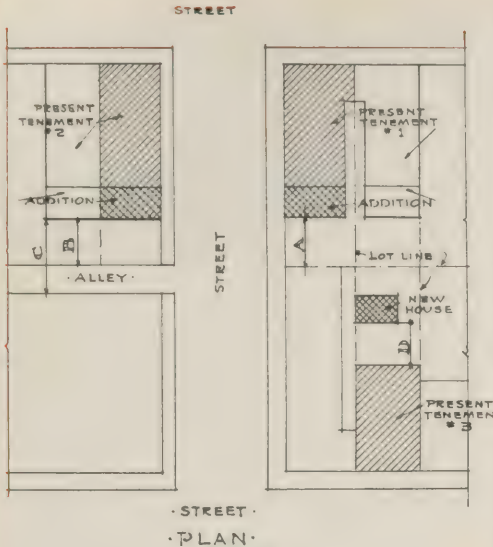 STREET
PRESENT
TENEMENT
#2
PRESENT
TENEMENT
#1
ADDITION
ADDITION
C
B
STREET
A
LOT LINE
·ALLEY·
NEW
HOUSE
D
PRESENT
TENEMENT
#3
·STREET·
·PLAN·